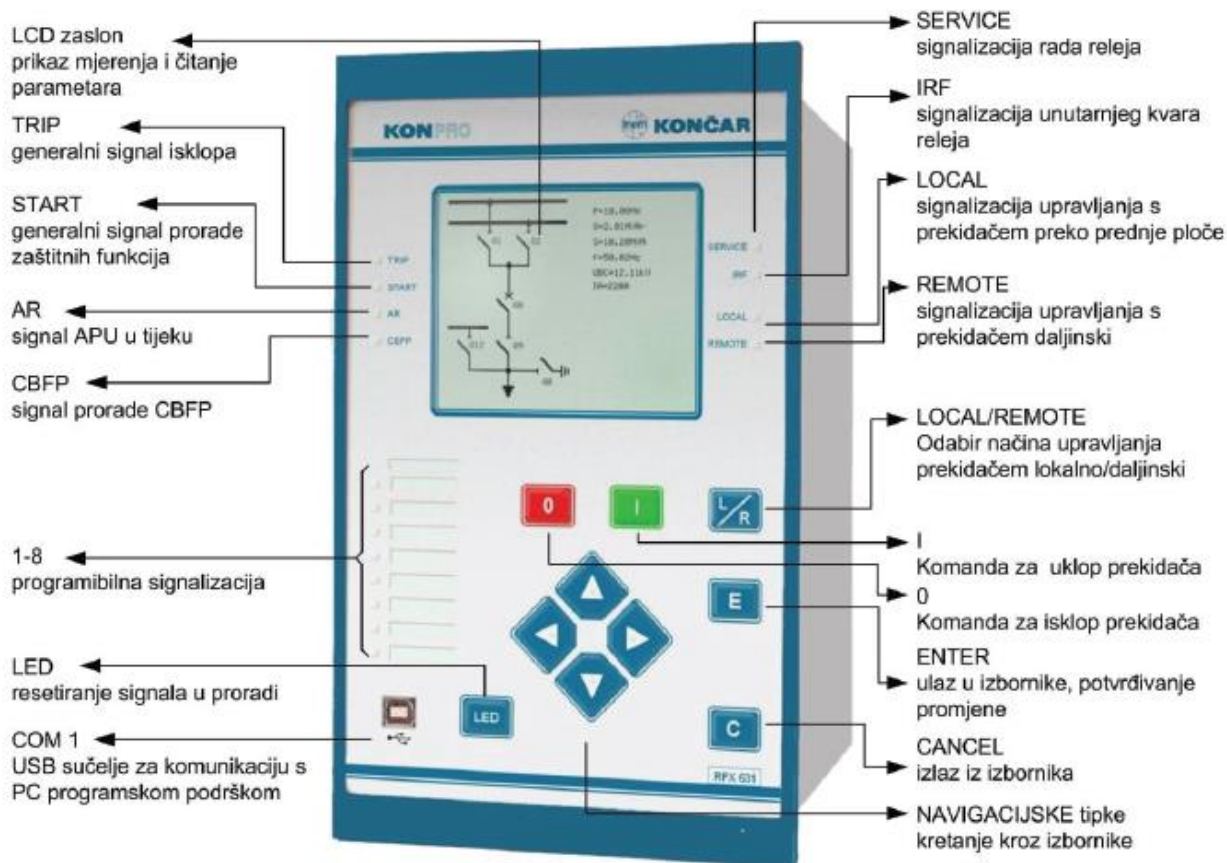 LCD zaslon
prikaz mjerenja i čitanje
parametara
TRIP
generalni signal isklopa
START
generalni signal prorade
zaštitnih funkcija
AR
signal APU u tijeku
CBFP
signal prorade CBFP
1-8
programibilna signalizacija
LED
resetiranje signala u proradi
COM 1
USB sučelje za komunikaciju s
PC programskom podrškom
KONPRO
KONČAR
TRIP
START
AR
CBFP
SERVICE
IRF
LOCAL
REMOTE
0
I
L/R
E
C
LED
RFX 631
SERVICE
signalizacija rada releja
IRF
signalizacija unutarnjeg kvara
releja
LOCAL
signalizacija upravljanja s
prekidačem preko prednje ploče
REMOTE
signalizacija upravljanja s
prekidačem daljinski
LOCAL/REMOTE
Odabir načina upravljanja
prekidačem lokalno/daljinski
I
Komanda za uklop prekidača
0
Komanda za isklop prekidača
ENTER
ulaz u izbornike, potvrđivanje
promjene
CANCEL
izlaz iz izbornika
NAVIGACIJSKE tipke
kretanje kroz izbornike